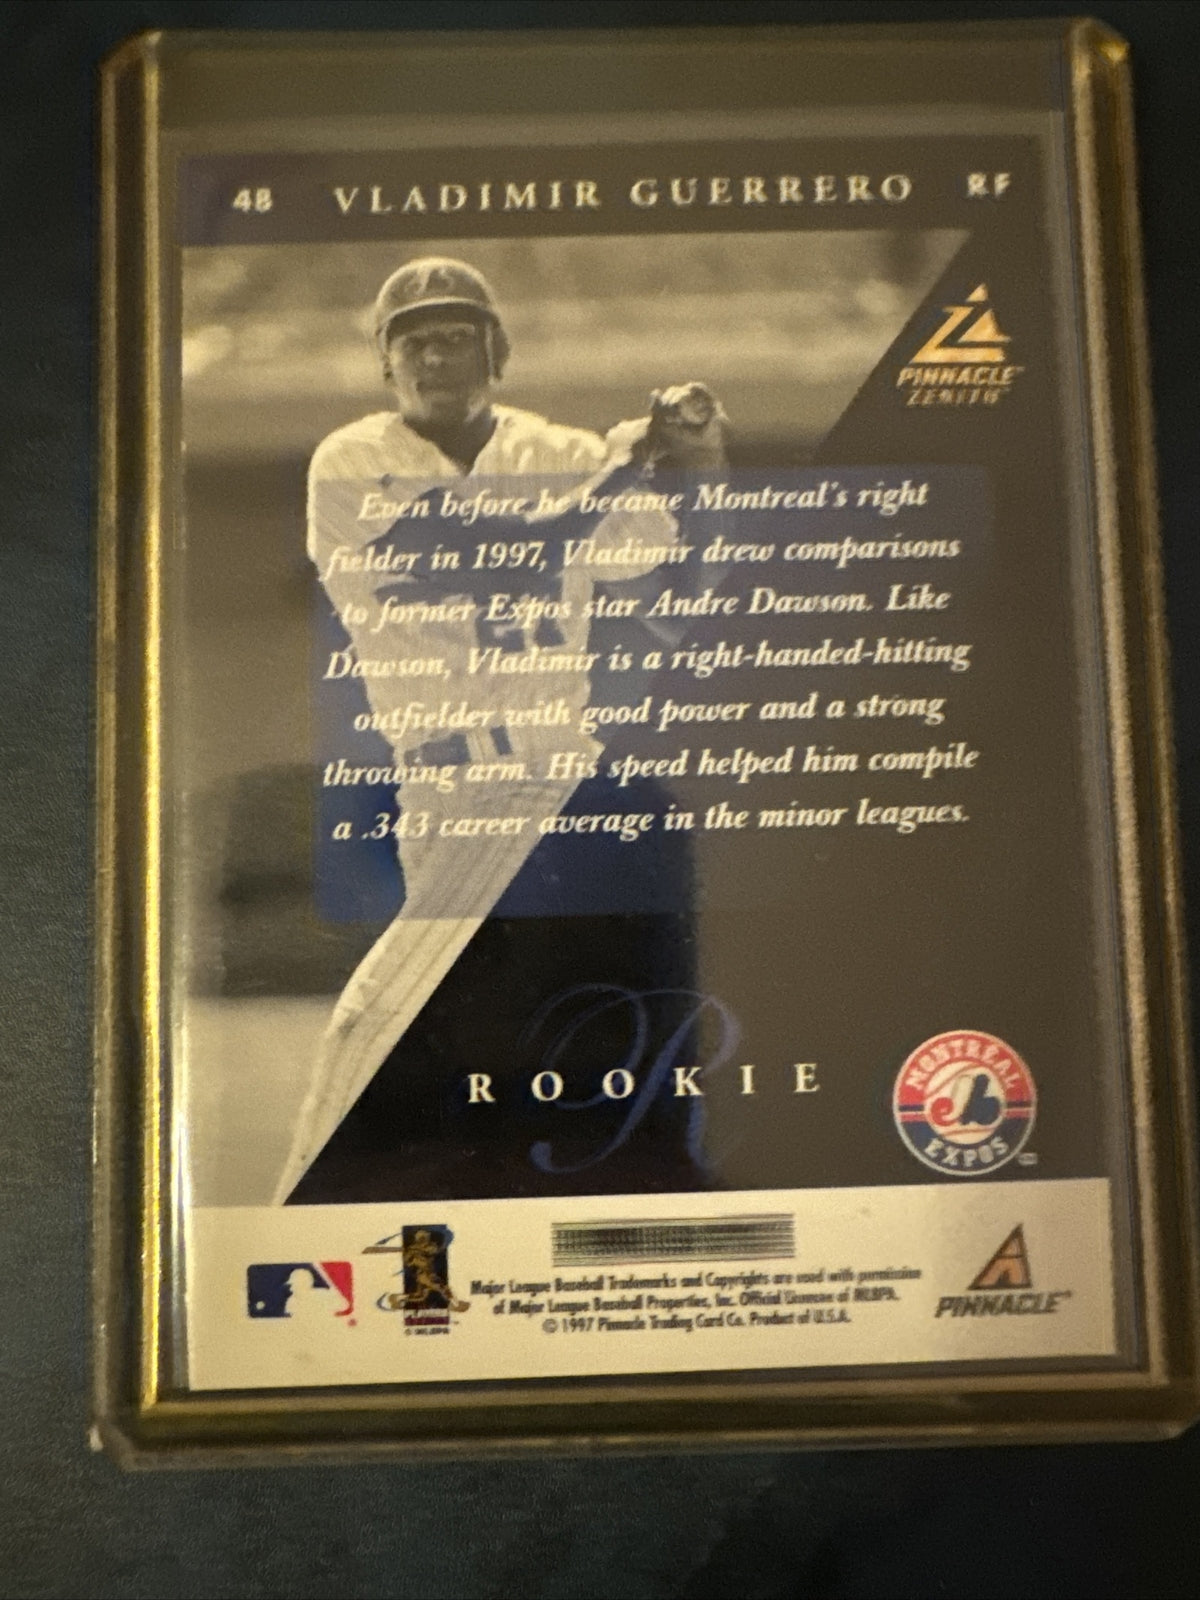 48 VLADIMIR GUERRERO RF
PINNACLE™
ZENITH™
Even before he became Montreal's right
fielder in 1997, Vladimir drew comparisons
to former Expos star Andre Dawson. Like
Dawson, Vladimir is a right-handed-hitting
outfielder with good power and a strong
throwing arm. His speed helped him compile
a .343 career average in the minor leagues.
R
ROOKIE
MONTRÉAL
EXPOS
Major League Baseball Trademarks and Copyrights are used with permission
of Major League Baseball Properties, Inc. Official Licensee of MLBPA.
© 1997 Pinnacle Trading Card Co. Product of U.S.A.
PINNACLE®